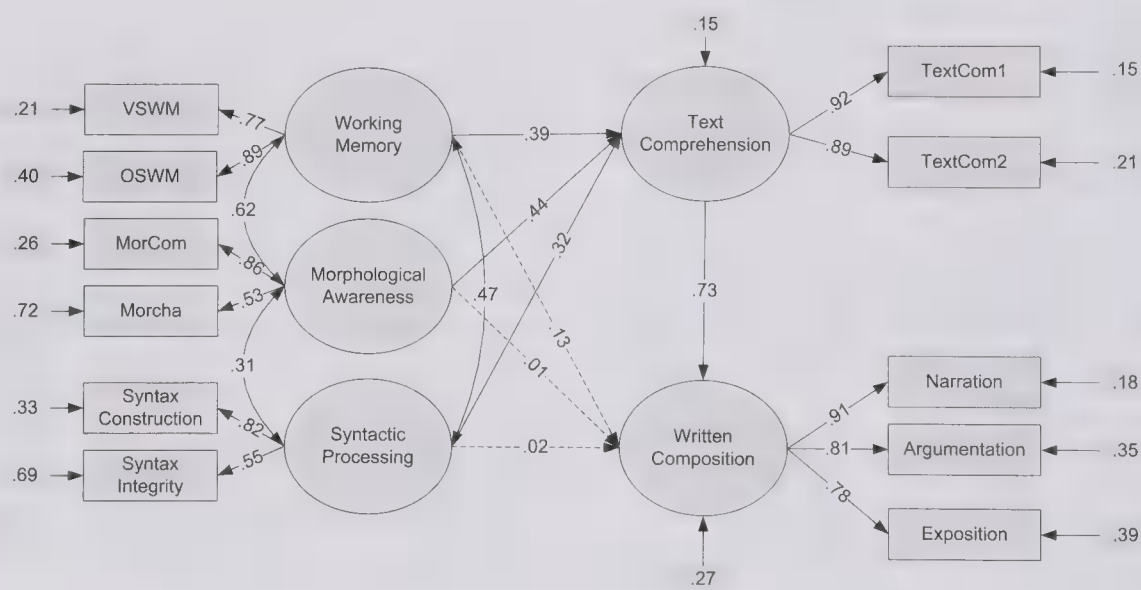 .15
.21
VSWM
.77
Working
Memory
.39
Text
Comprehension
.92
TextCom1
.15
.40
OSWM
.89
.89
TextCom2
.21
.62
.44
.32
.26
MorCom
.86
Morphological
Awareness
.72
Morcha
.53
.47
.13
.01
.73
.31
.33
Syntax
Construction
.82
Syntactic
Processing
.02
Written
Composition
.91
Narration
.18
.81
Argumentation
.35
.69
Syntax
Integrity
.55
.78
Exposition
.39
.27